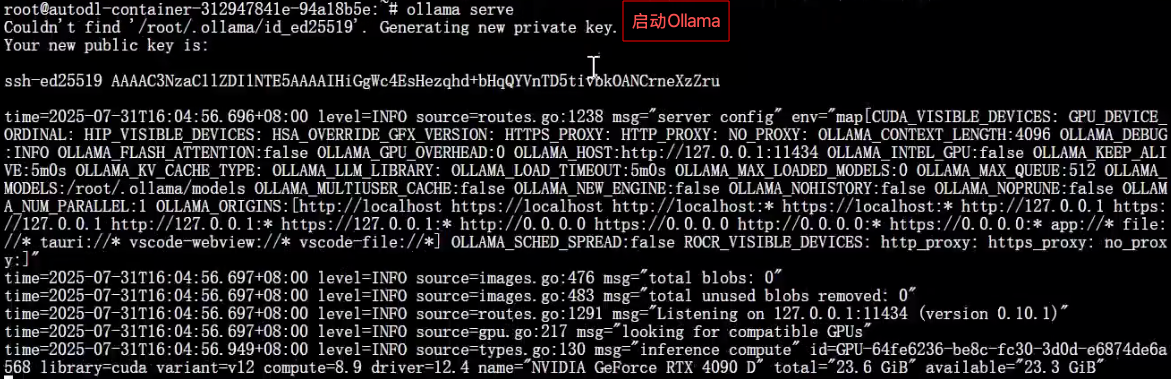 root@autodl-container-312947841e-94a18b5e:~# ollama serve
Couldn't find '/root/.ollama/id_ed25519'. Generating new private key.
启动Ollama
Your new public key is:
ssh-ed25519 AAAAC3NzaC1lZDI1NTE5AAAAIHiGgWc4EsHezqhd+bHqQYVnTD5tivbkOANCrneXzZru
time=2025-07-31T16:04:56.696+08:00 level=INFO source=routes.go:1238 msg="server config" env="map[CUDA_VISIBLE_DEVICES: GPU_DEVICE_
ORDINAL: HIP_VISIBLE_DEVICES: HSA_OVERRIDE_GFX_VERSION: HTTPS_PROXY: HTTP_PROXY: NO_PROXY: OLLAMA_CONTEXT_LENGTH:4096 OLLAMA_DEBUG
:INFO OLLAMA_FLASH_ATTENTION:false OLLAMA_GPU_OVERHEAD:0 OLLAMA_HOST:http://127.0.0.1:11434 OLLAMA_INTEL_GPU:false OLLAMA_KEEP_ALI
VE:5m0s OLLAMA_KV_CACHE_TYPE: OLLAMA_LLM_LIBRARY: OLLAMA_LOAD_TIMEOUT:5m0s OLLAMA_MAX_LOADED_MODELS:0 OLLAMA_MAX_QUEUE:512 OLLAMA_
MODELS:/root/.ollama/models OLLAMA_MULTIUSER_CACHE:false OLLAMA_NEW_ENGINE:false OLLAMA_NOHISTORY:false OLLAMA_NOPRUNE:false OLLAM
A_NUM_PARALLEL:1 OLLAMA_ORIGINS:[http://localhost https://localhost http://localhost:* https://localhost:* http://127.0.0.1 https:
//127.0.0.1 http://127.0.0.1:* https://127.0.0.1:* http://0.0.0.0 https://0.0.0.0 http://0.0.0.0:* https://0.0.0.0:* app://* file:
//* tauri://* vscode-webview://* vscode-file://*] OLLAMA_SCHED_SPREAD:false ROCR_VISIBLE_DEVICES: http_proxy: https_proxy: no_prox
y:]"
time=2025-07-31T16:04:56.697+08:00 level=INFO source=images.go:476 msg="total blobs: 0"
time=2025-07-31T16:04:56.697+08:00 level=INFO source=images.go:483 msg="total unused blobs removed: 0"
time=2025-07-31T16:04:56.697+08:00 level=INFO source=routes.go:1291 msg="Listening on 127.0.0.1:11434 (version 0.10.1)"
time=2025-07-31T16:04:56.697+08:00 level=INFO source=gpu.go:217 msg="looking for compatible GPUs"
time=2025-07-31T16:04:56.949+08:00 level=INFO source=types.go:130 msg="inference compute" id=GPU-64fe6236-be8c-fc30-3d0d-e6874de6a
568 library=cuda variant=v12 compute=8.9 driver=12.4 name="NVIDIA GeForce RTX 4090 D" total="23.6 GiB" available="23.3 GiB"